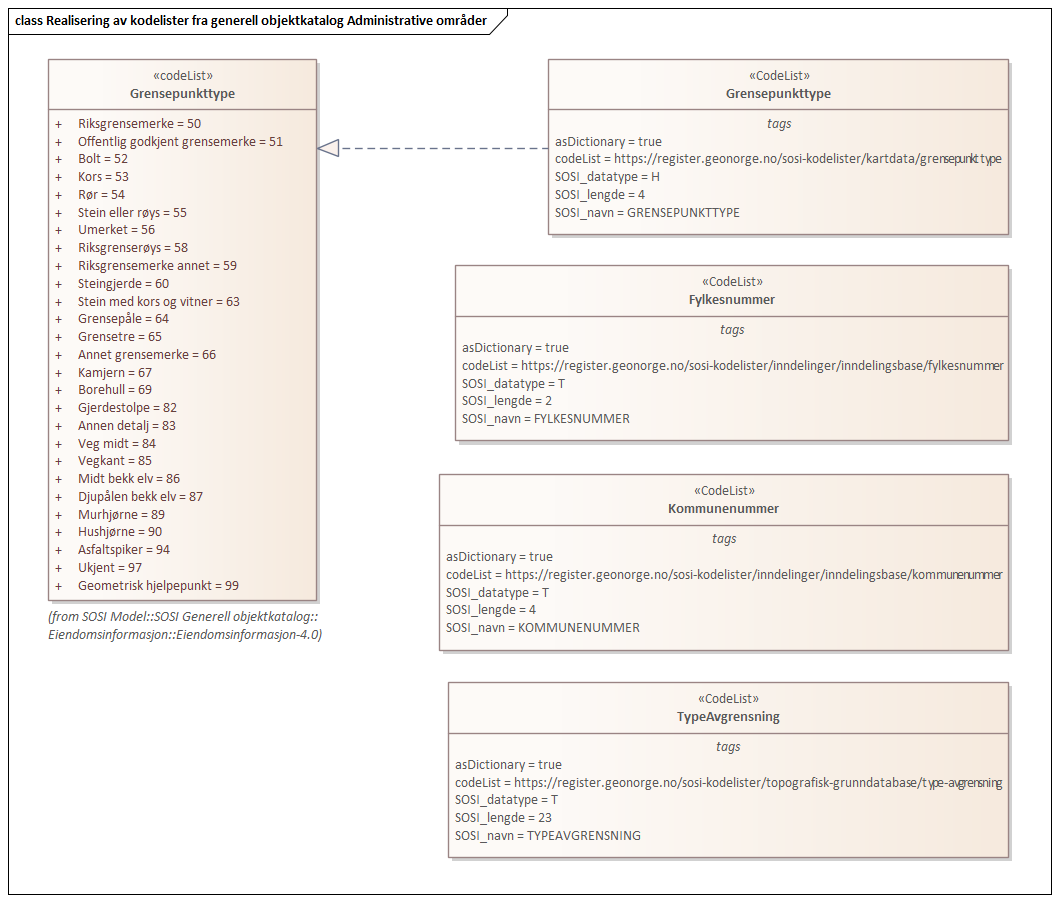 class Realisering av kodelister fra generell objektkatalog Administrative områder
«codeList»
Grensepunkttype
+ Riksgrensemerke = 50
+ Offentlig godkjent grensemerke = 51
+ Bolt = 52
+ Kors = 53
+ Rør = 54
+ Stein eller røys = 55
+ Umerket = 56
+ Riksgrenserøys = 58
+ Riksgrensemerke annet = 59
+ Steingjerde = 60
+ Stein med kors og vitner = 63
+ Grensepåle = 64
+ Grensetre = 65
+ Annet grensemerke = 66
+ Kamjern = 67
+ Borehull = 69
+ Gjerdestolpe = 82
+ Annen detalj = 83
+ Veg midt = 84
+ Vegkant = 85
+ Midt bekk elv = 86
+ Djupålen bekk elv = 87
+ Murhjørne = 89
+ Hushjørne = 90
+ Asfaltspiker = 94
+ Ukjent = 97
+ Geometrisk hjelpepunkt = 99
(from SOSI Model::SOSI Generell objektkatalog::
Eiendomsinformasjon::Eiendomsinformasjon-4.0)
«CodeList»
Grensepunkttype
tags
asDictionary = true
codeList = https://register.geonorge.no/sosi-kodelister/kartdata/grensepunkttype
SOSI_datatype = H
SOSI_lengde = 4
SOSI_navn = GRENSEPUNKTTYPE
«CodeList»
Fylkesnummer
tags
asDictionary = true
codeList = https://register.geonorge.no/sosi-kodelister/inndelinger/inndelingsbase/fylkesnummer
SOSI_datatype = T
SOSI_lengde = 2
SOSI_navn = FYLKESNUMMER
«CodeList»
Kommunenummer
tags
asDictionary = true
codeList = https://register.geonorge.no/sosi-kodelister/inndelinger/inndelingsbase/kommunenummer
SOSI_datatype = T
SOSI_lengde = 4
SOSI_navn = KOMMUNENUMMER
«CodeList»
TypeAvgrensning
tags
asDictionary = true
codeList = https://register.geonorge.no/sosi-kodelister/topografisk-grunndatabase/type-avgrensning
SOSI_datatype = T
SOSI_lengde = 23
SOSI_navn = TYPEAVGRENSNING